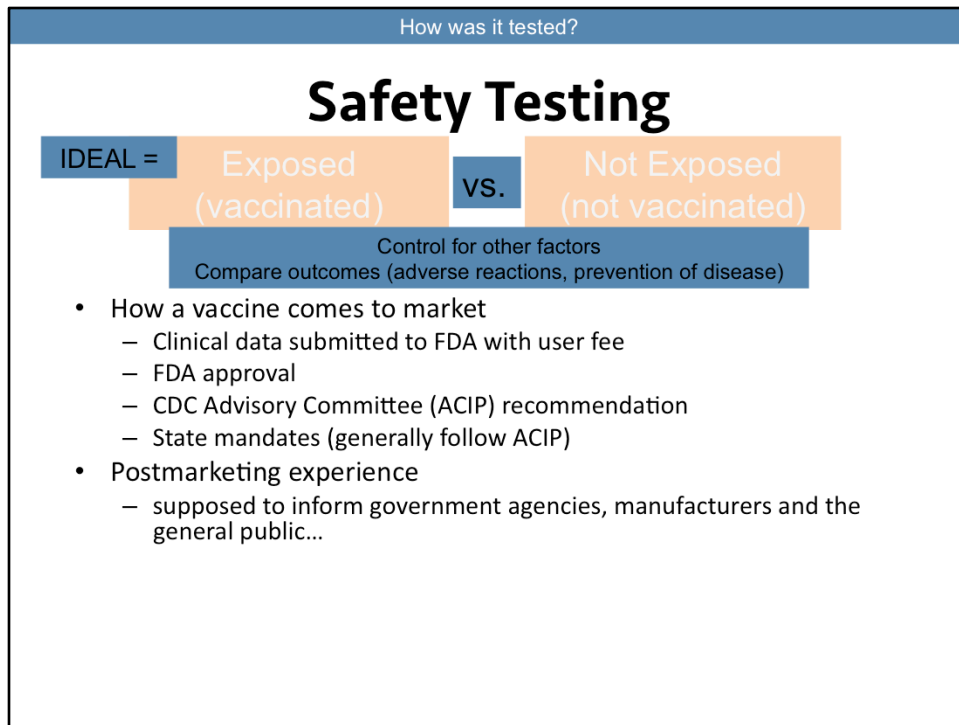 How was it tested?
Safety Testing
IDEAL =
Exposed
(vaccinated)
vs.
Not Exposed
(not vaccinated)
Control for other factors
Compare outcomes (adverse reactions, prevention of disease)
• How a vaccine comes to market
– Clinical data submitted to FDA with user fee
– FDA approval
– CDC Advisory Committee (ACIP) recommendation
– State mandates (generally follow ACIP)
• Postmarketing experience
– supposed to inform government agencies, manufacturers and the
general public…